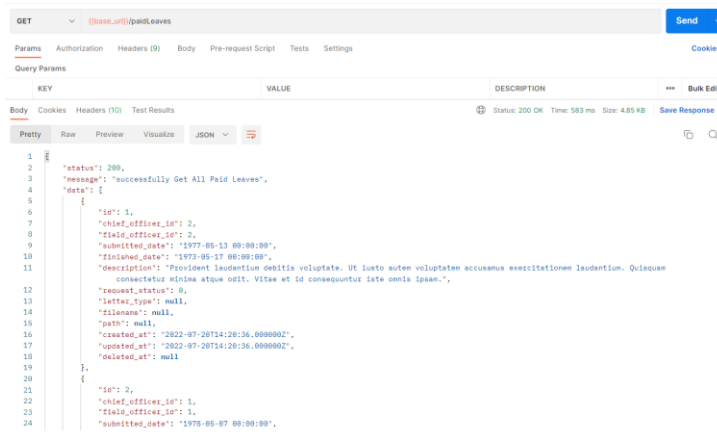 GET {{base_url}}/paidLeaves Send
Params Authorization Headers (9) Body Pre-request Script Tests Settings Cookie
Query Params
KEY VALUE DESCRIPTION Bulk Edi
Body Cookies Headers (10) Test Results Status: 200 OK Time: 583 ms Size: 4.85 KB Save Response
Pretty Raw Preview Visualize JSON
1 {
2 "status": 200,
3 "message": "successfully Get All Paid Leaves",
4 "data": [
5 {
6 "id": 1,
7 "chief_officer_id": 2,
8 "field_officer_id": 2,
9 "submitted_date": "1977-05-13 00:00:00",
10 "finished_date": "1973-05-17 00:00:00",
11 "description": "Provident laudantium debitis voluptate. Ut iusto autem voluptatem accusamus exercitationem laudantium. Quisquam
consectetur minima atque odit. Vitae et id consequuntur iste omnis ipsam.",
12 "request_status": 0,
13 "letter_type": null,
14 "filename": null,
15 "path": null,
16 "created_at": "2022-07-20T14:20:36.000000Z",
17 "updated_at": "2022-07-20T14:20:36.000000Z",
18 "deleted_at": null
19 },
20 {
21 "id": 2,
22 "chief_officer_id": 1,
23 "field_officer_id": 1,
24 "submitted_date": "1978-05-07 00:00:00",